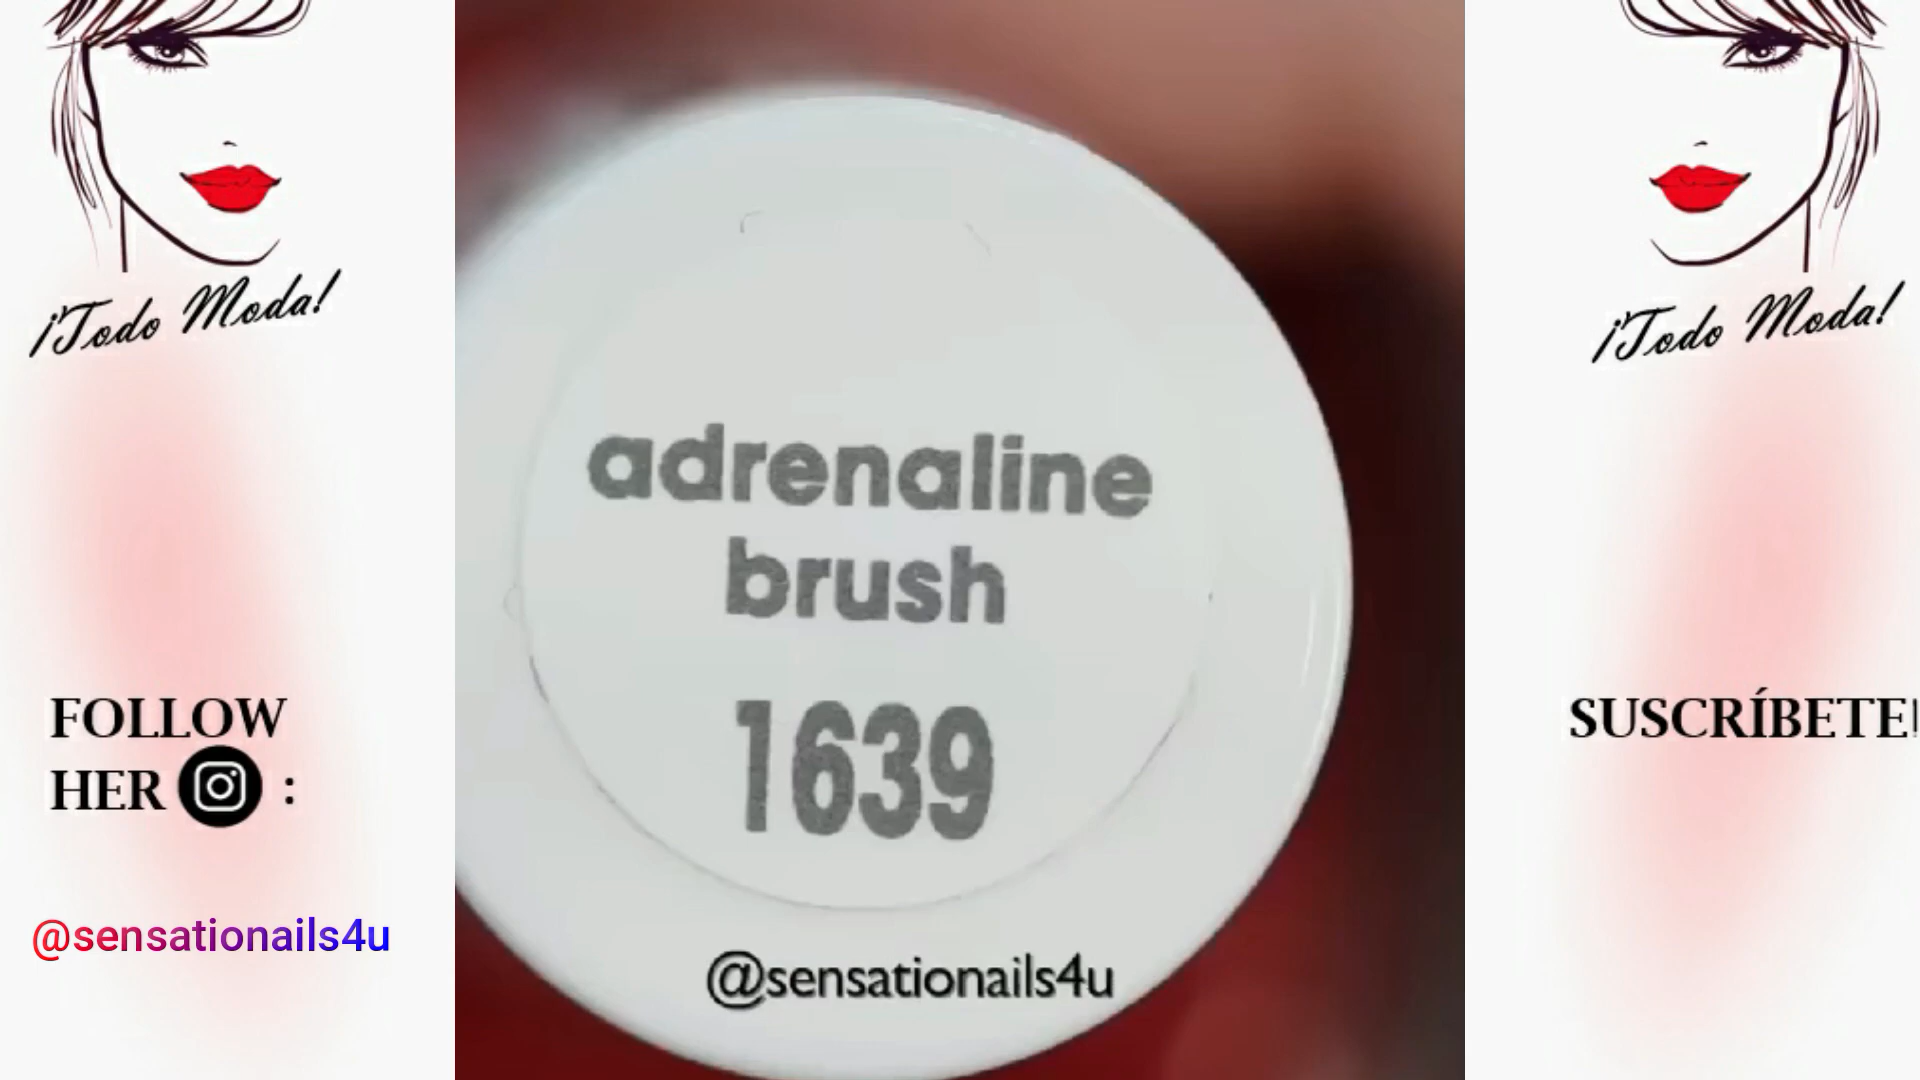 ¡Todo Moda!
FOLLOW
HER :
@sensationails4u
adrenaline
brush
1639
@sensationails4u
¡Todo Moda!
SUSCRÍBETE!